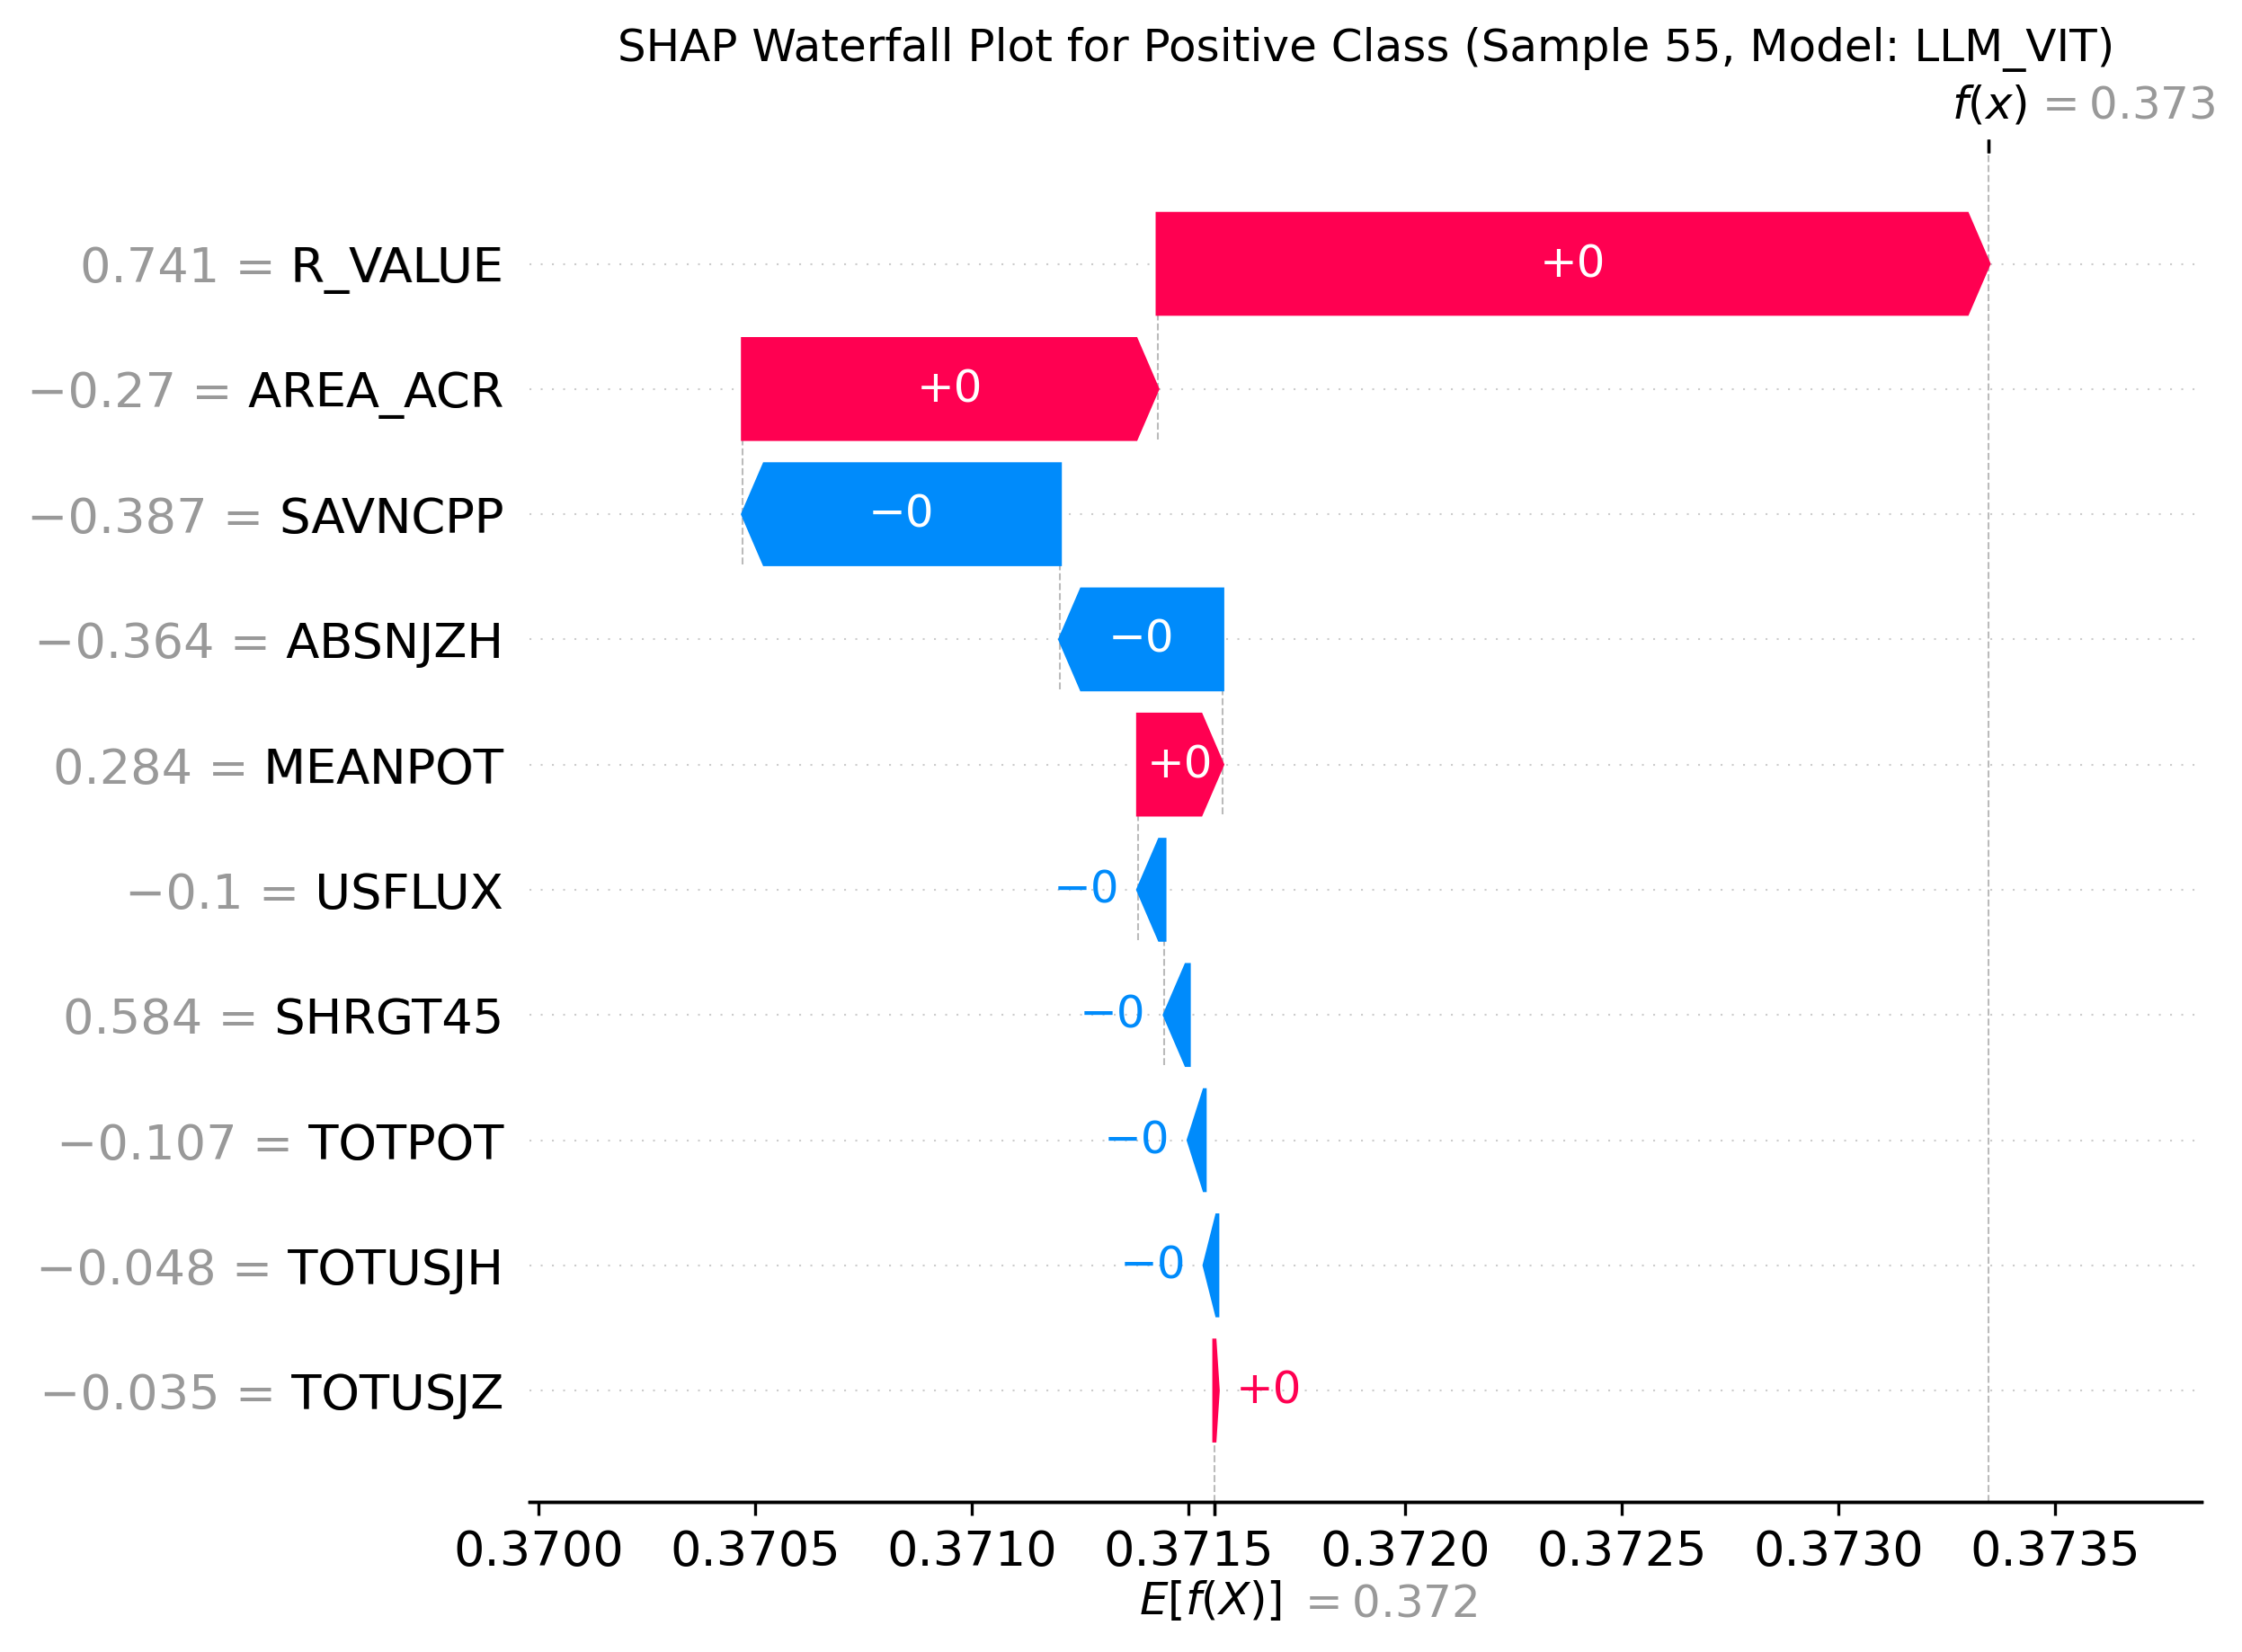 SHAP Waterfall Plot for Positive Class (Sample 55, Model: LLM_VIT)
f(x) = 0.373
0.741 = R_VALUE +0
−0.27 = AREA_ACR +0
−0.387 = SAVNCPP −0
−0.364 = ABSNJZH −0
0.284 = MEANPOT +0
−0.1 = USFLUX −0
0.584 = SHRGT45 −0
−0.107 = TOTPOT −0
−0.048 = TOTUSJH −0
−0.035 = TOTUSJZ +0
0.3700 0.3705 0.3710 0.3715 0.3720 0.3725 0.3730 0.3735
E[f(X)] = 0.372